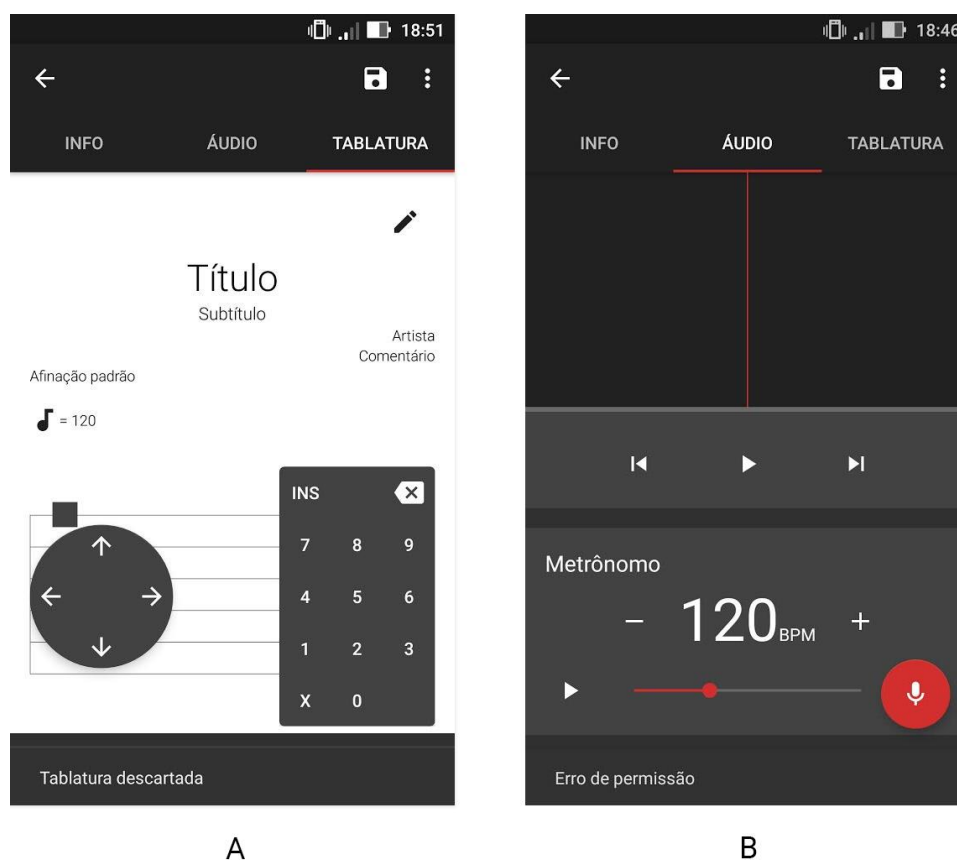 18:51
INFO ÁUDIO TABLATURA
Título
Subtítulo
Artista
Comentário
Afinação padrão
= 120
INS
7 8 9
4 5 6
1 2 3
X 0
Tablatura descartada
A
18:46
INFO ÁUDIO TABLATURA
Metrônomo
120 BPM
Erro de permissão
B